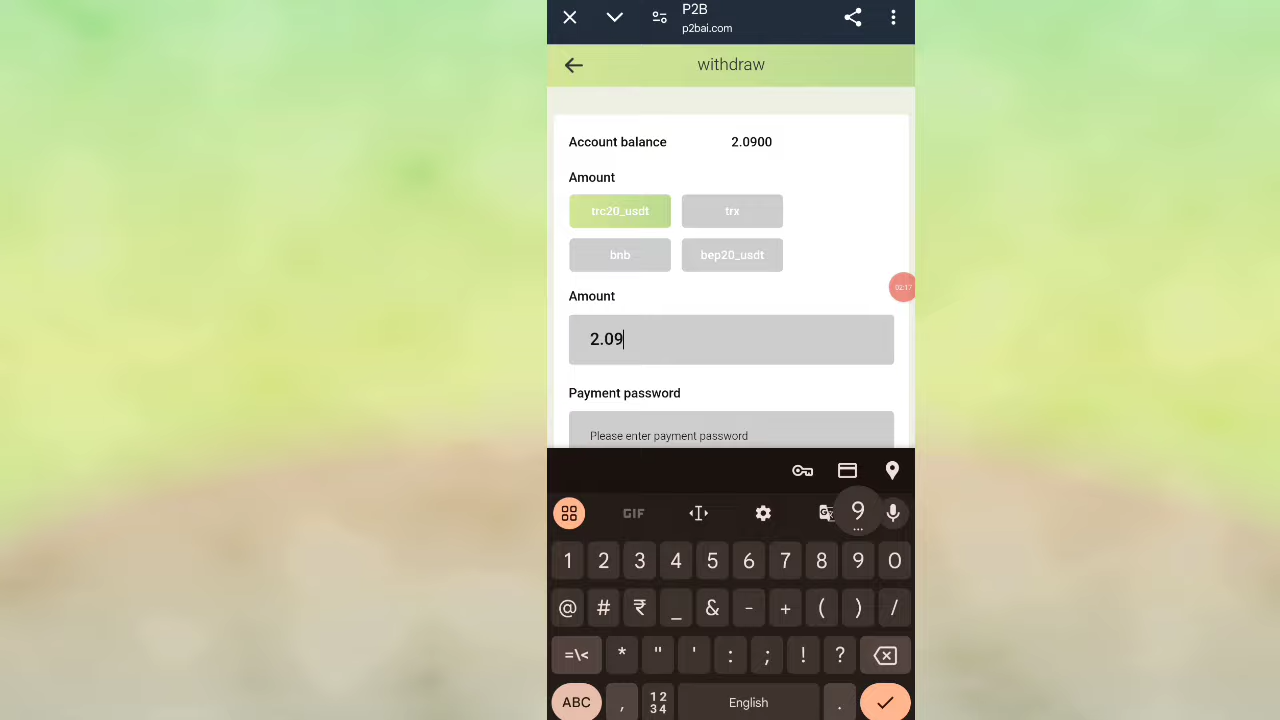 P2B
p2bai.com
withdraw
Account balance 2.0900
Amount
trc20_usdt trx
bnb bep20_usdt
Amount
02:17
2.09
Payment password
Please enter payment password
GIF 9
1 2 3 4 5 6 7 8 9 0
@ # ₹ _ & - + ( ) /
=\< * " ' : ; ! ?
ABC , 12 English .
34